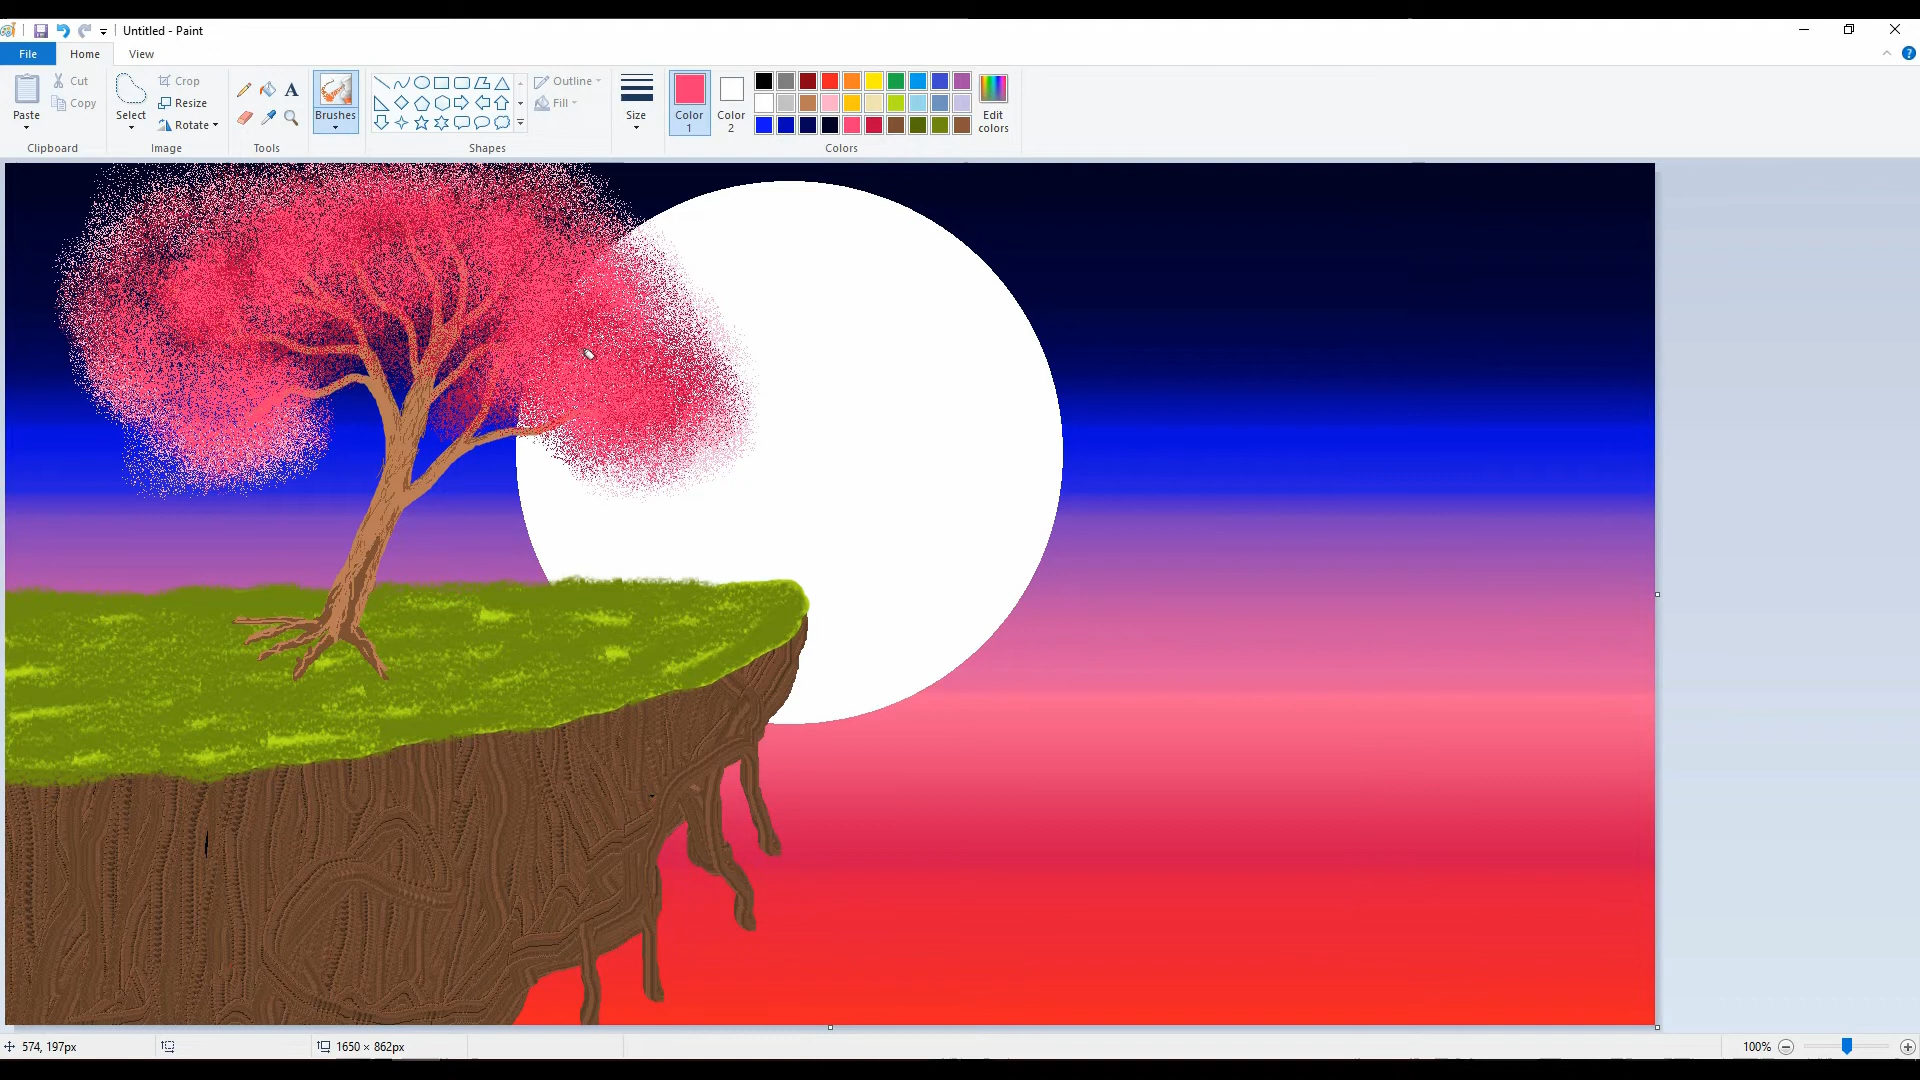 Untitled - Paint
File Home View
Paste Cut Copy
Clipboard
Select Crop Resize Rotate
Image
A
Tools
Brushes
Shapes
Outline
Fill
Size
Color 1
Color 2
Edit colors
Colors
574, 197px
1650 × 862px
100%